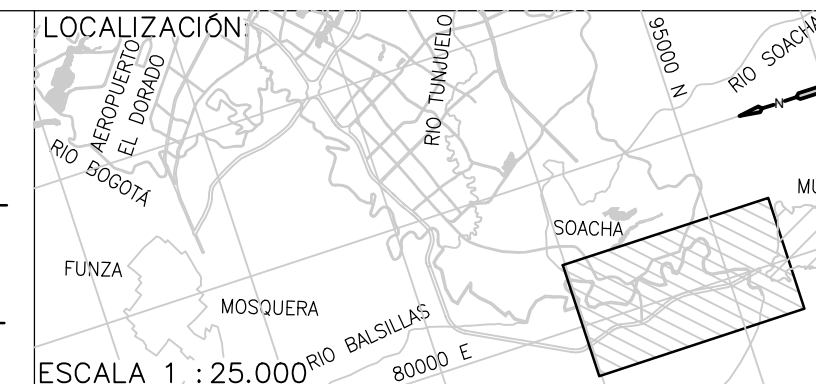 LOCALIZACIÓN:
AEROPUERTO
EL DORADO
RIO BOGOTÁ
RIO TUNJUELO
95000 N
RIO SOACHA
N
SOACHA
FUNZA
MOSQUERA
RIO BALSILLAS
80000 E
ESCALA 1 : 25.000